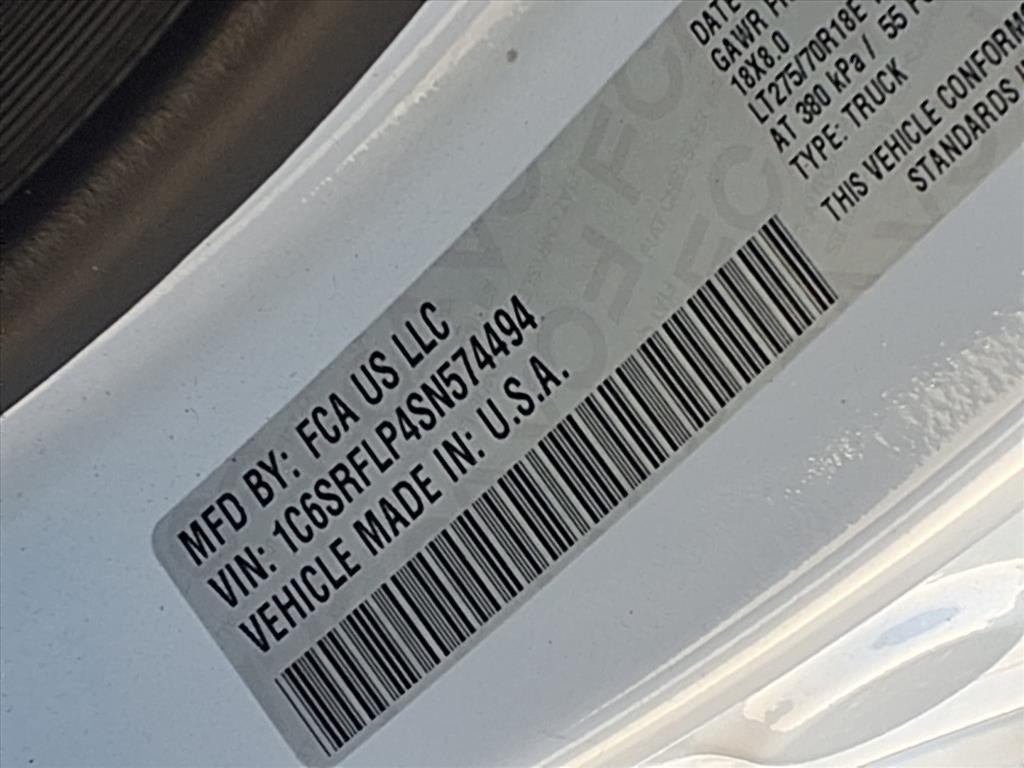 MFD BY: FCA US LLC
VIN: 1C6SRFLP4SN574494
VEHICLE MADE IN: U.S.A.
DATE
GAWR
18X8.0
LT275/70R18E
AT 380 kPa / 55
TYPE: TRUCK
THIS VEHICLE CONFORMS
STANDARDS